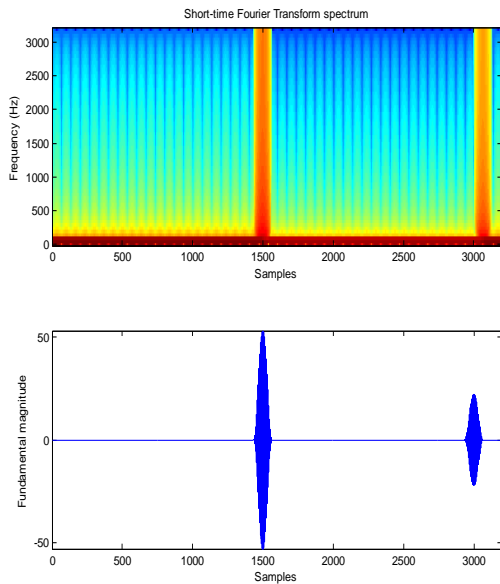 Short-time Fourier Transform spectrum
Frequency (Hz)
3000
2500
2000
1500
1000
500
0
0 500 1000 1500 2000 2500 3000
Samples
Fundamental magnitude
50
0
-50
0 500 1000 1500 2000 2500 3000
Samples